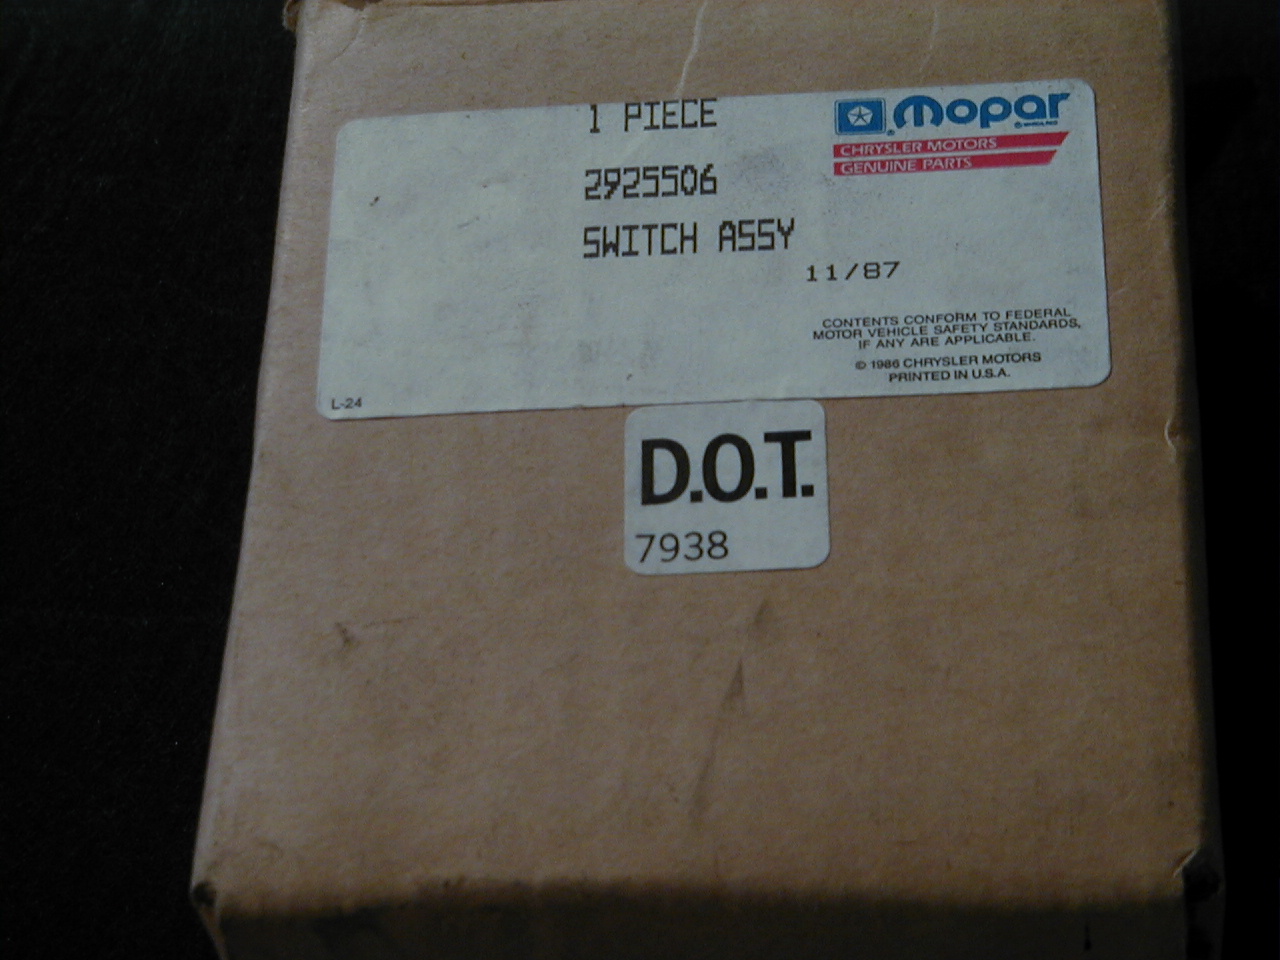 1 PIECE
Mopar
CHRYSLER MOTORS
GENUINE PARTS
2925506
SWITCH ASSY
11/87
CONTENTS CONFORM TO FEDERAL
MOTOR VEHICLE SAFETY STANDARDS,
IF ANY ARE APPLICABLE.
© 1986 CHRYSLER MOTORS
PRINTED IN U.S.A.
L-24
D.O.T.
7938